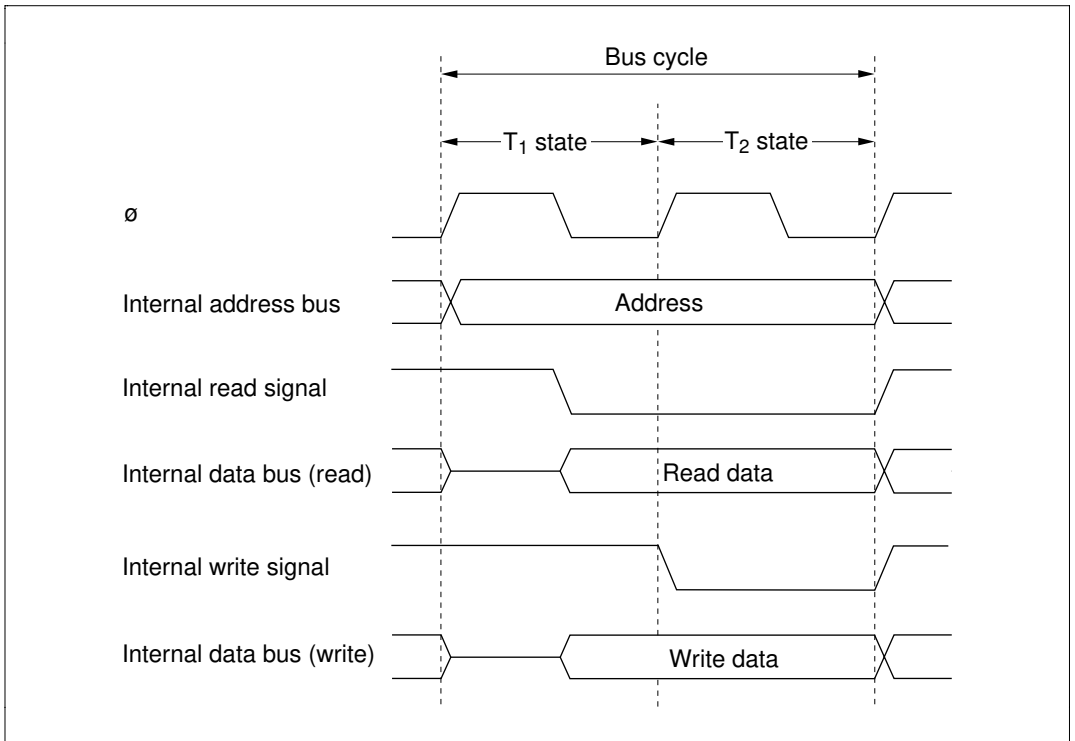 Bus cycle
T₁ state
T₂ state
ø
Internal address bus
Address
Internal read signal
Internal data bus (read)
Read data
Internal write signal
Internal data bus (write)
Write data